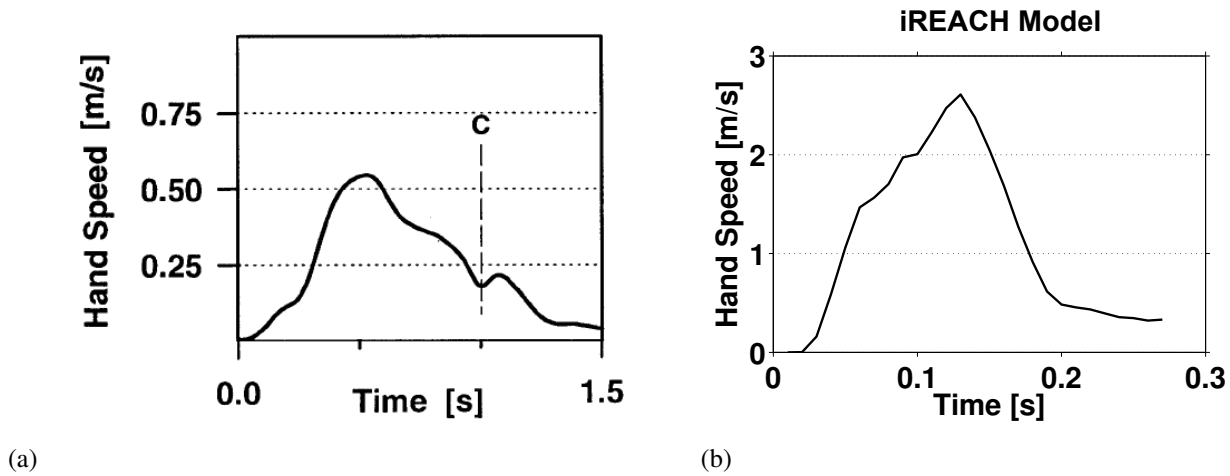 Hand Speed [m/s]
0.75
0.50
0.25
C
0.0
Time [s]
1.5
(a)
iREACH Model
Hand Speed [m/s]
3
2
1
0
0
0.1
0.2
0.3
Time [s]
(b)